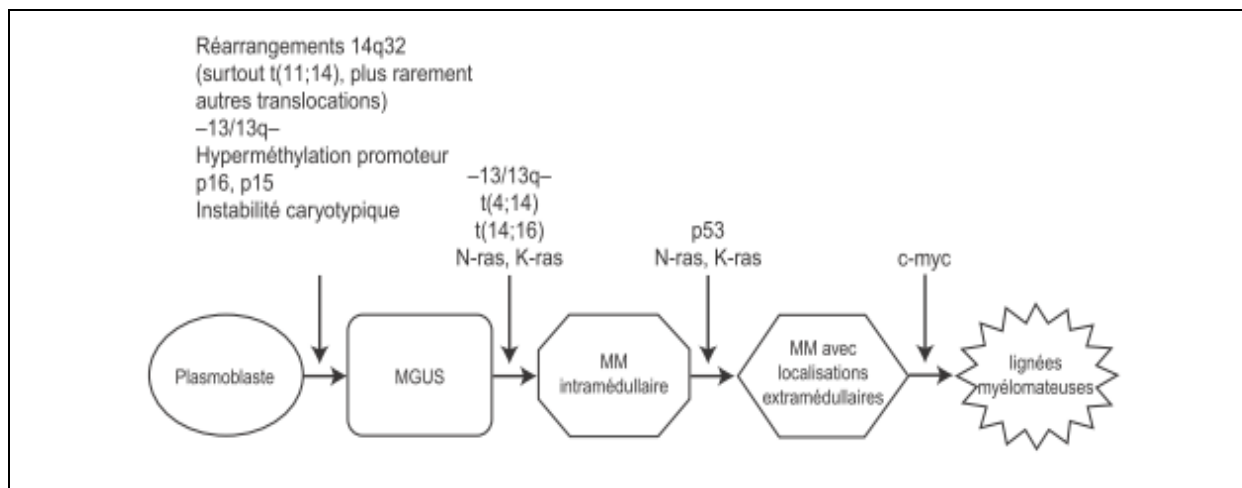 Réarrangements 14q32
(surtout t(11;14), plus rarement
autres translocations)
–13/13q–
Hyperméthylation promoteur
p16, p15
Instabilité caryotypique
–13/13q–
t(4;14)
t(14;16)
N-ras, K-ras
p53
N-ras, K-ras
c-myc
Plasmoblaste
MGUS
MM
intramédullaire
MM avec
localisations
extramédullaires
lignées
myélomateuses